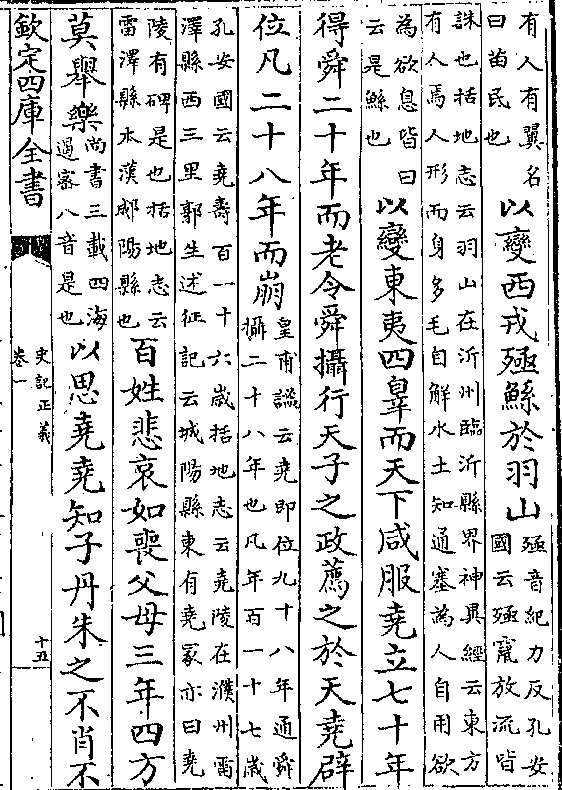 有人有翼名
曰苗民也
以變西戎殛鯀於羽山
殛音紀力反孔安
國云殛竄放流皆
誅也括地志云羽山在沂州臨沂縣界神異經云東方
有人焉人形而身多毛自解水土知通塞為人自用欲
為欲息皆曰
云是鯀也
以變東夷四辠而天下咸服堯立七十年
得舜二十年而老令舜攝行天子之政薦之於天堯辟
位凡二十八年而崩
皇甫謐云堯即位九十八年通舜
攝二十八年也凡年百一十七歲
孔安國云堯壽百一十六歲括地志云堯陵在濮州雷
澤縣西三里郭生述征記云城陽縣東有堯冢亦曰堯
陵有碑是也括地志云
雷澤縣本漢郕陽縣也
百姓悲哀如喪父母三年四方
莫舉樂
尚書三載四海
遏密八音是也
以思堯堯知子丹朱之不肖不
欽定四庫全書
史記正義
卷一
十五